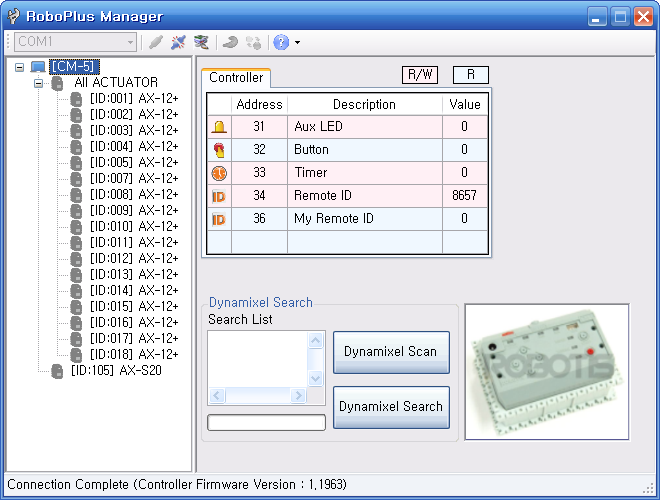 RoboPlus Manager
COM1
[CM-5]
All ACTUATOR
[ID:001] AX-12+
[ID:002] AX-12+
[ID:003] AX-12+
[ID:004] AX-12+
[ID:005] AX-12+
[ID:007] AX-12+
[ID:008] AX-12+
[ID:009] AX-12+
[ID:010] AX-12+
[ID:011] AX-12+
[ID:012] AX-12+
[ID:013] AX-12+
[ID:014] AX-12+
[ID:015] AX-12+
[ID:016] AX-12+
[ID:017] AX-12+
[ID:018] AX-12+
[ID:105] AX-S20
Controller R/W R
Address Description Value
31 Aux LED 0
32 Button 0
33 Timer 0
ID 34 Remote ID 8657
ID 36 My Remote ID 0
Dynamixel Search
Search List
Dynamixel Scan
Dynamixel Search
ROBOTIS
Connection Complete (Controller Firmware Version : 1.1963)